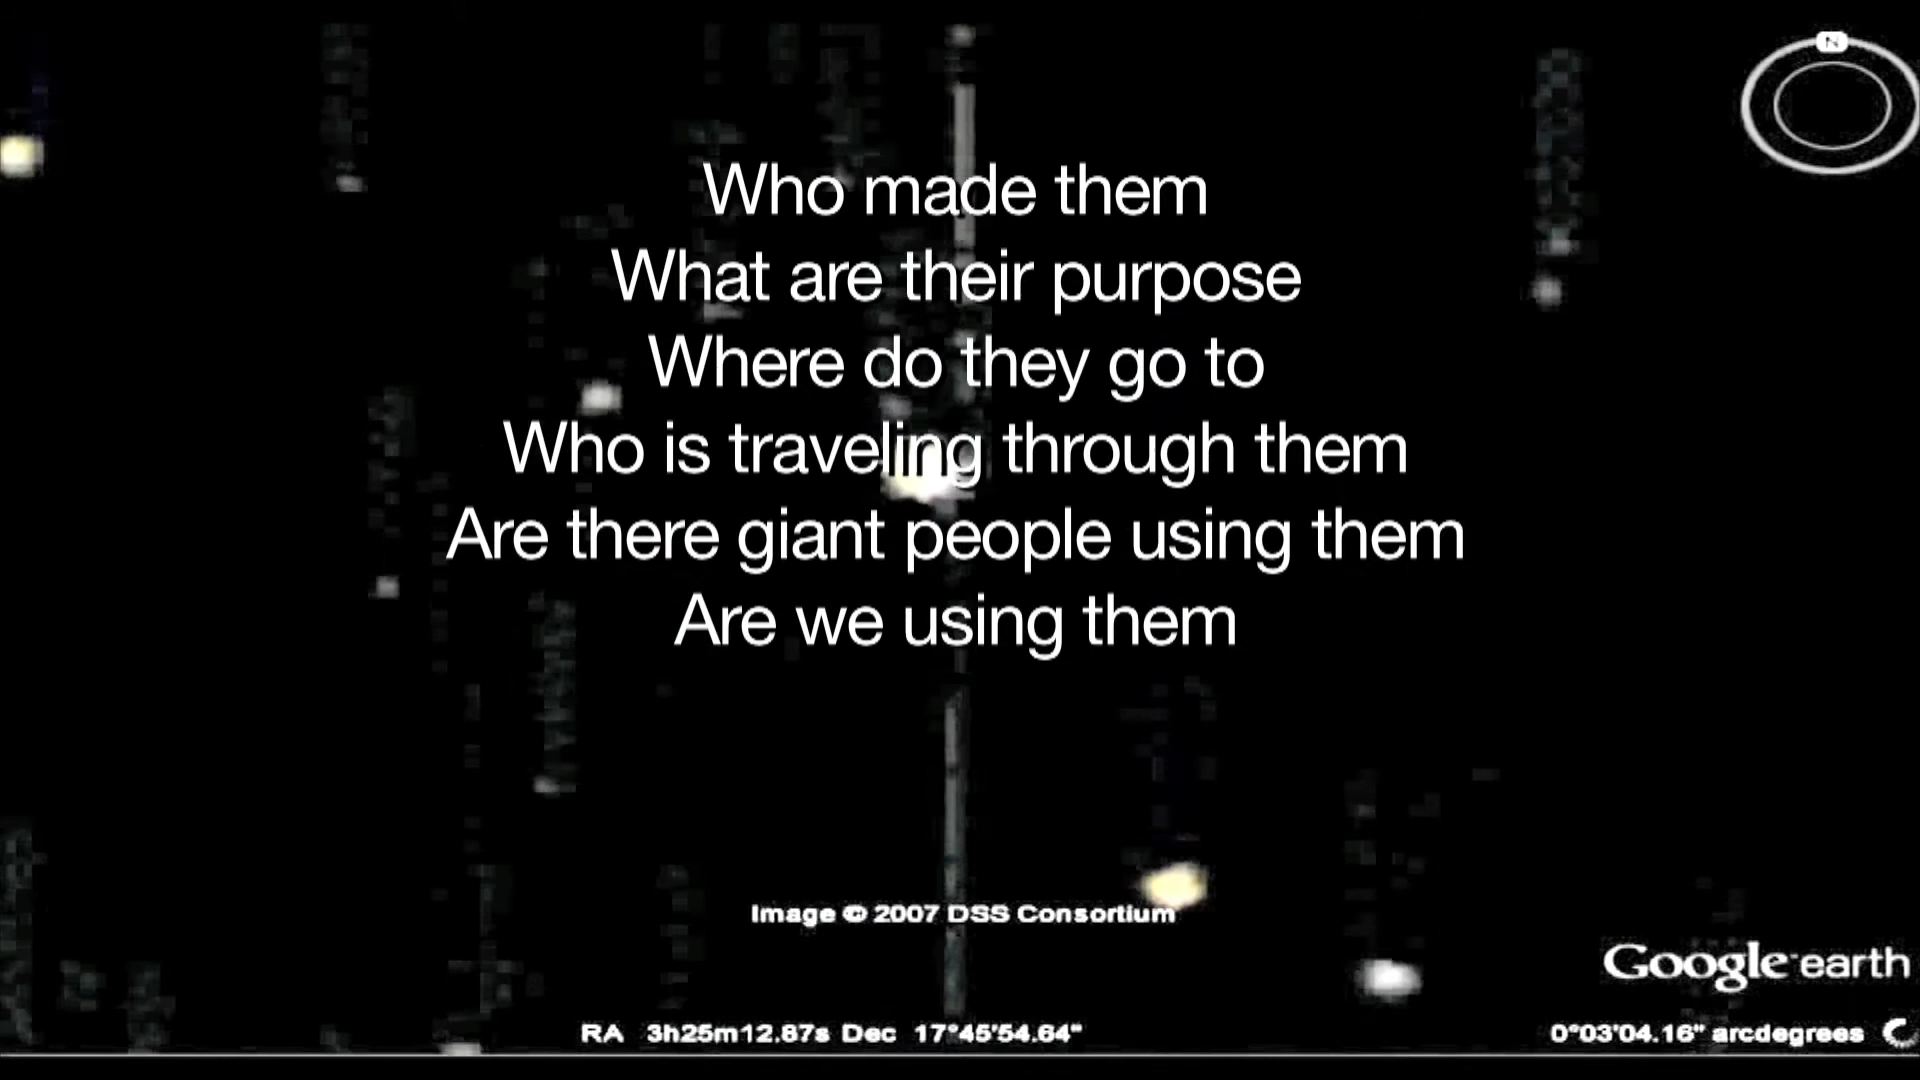 N
Who made them
What are their purpose
Where do they go to
Who is traveling through them
Are there giant people using them
Are we using them
Image © 2007 DSS Consortium
Google earth
RA 3h25m12.87s Dec 17°45'54.64" 0°03'04.16" arcdegrees